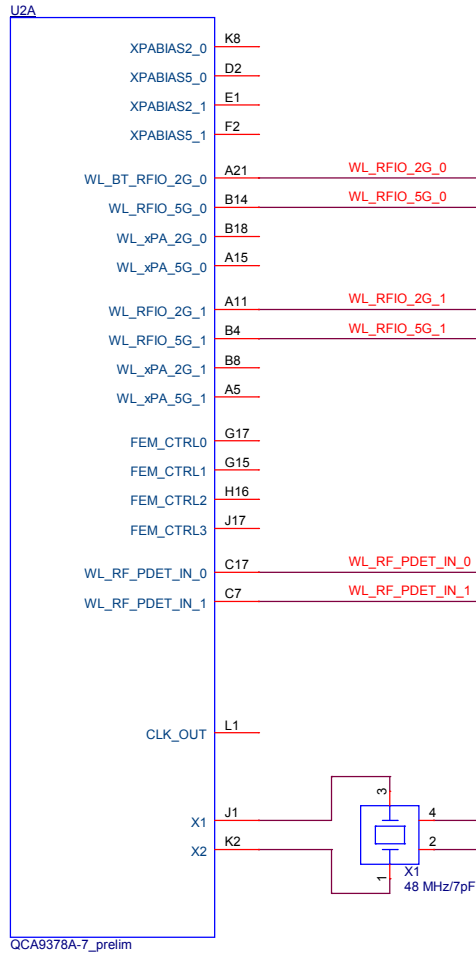 U2A
XPABIAS2_0 K8
XPABIAS5_0 D2
XPABIAS2_1 E1
XPABIAS5_1 F2
WL_BT_RFIO_2G_0 A21 WL_RFIO_2G_0
WL_RFIO_5G_0 B14 WL_RFIO_5G_0
WL_xPA_2G_0 B18
WL_xPA_5G_0 A15
WL_RFIO_2G_1 A11 WL_RFIO_2G_1
WL_RFIO_5G_1 B4 WL_RFIO_5G_1
WL_xPA_2G_1 B8
WL_xPA_5G_1 A5
FEM_CTRL0 G17
FEM_CTRL1 G15
FEM_CTRL2 H16
FEM_CTRL3 J17
WL_RF_PDET_IN_0 C17 WL_RF_PDET_IN_0
WL_RF_PDET_IN_1 C7 WL_RF_PDET_IN_1
CLK_OUT L1
3
X1 J1 4
X2 K2 2
1 X1
48 MHz/7pF
QCA9378A-7_prelim